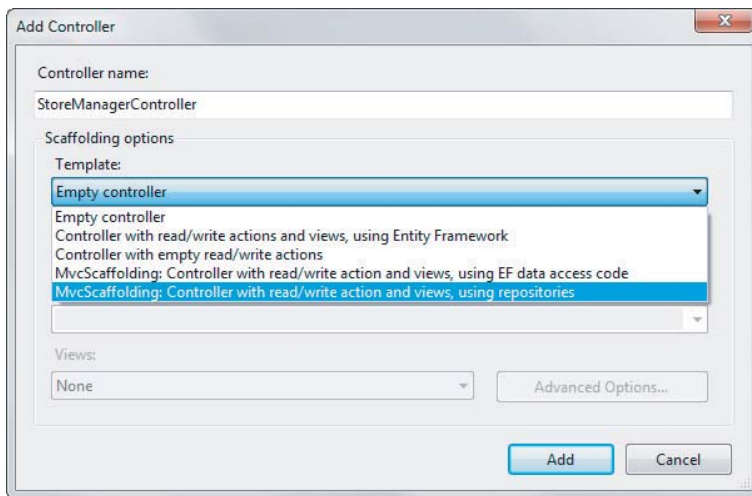 Add Controller
Controller name:
StoreManagerController
Scaffolding options
Template:
Empty controller
Empty controller
Controller with read/write actions and views, using Entity Framework
Controller with empty read/write actions
MvcScaffolding: Controller with read/write action and views, using EF data access code
MvcScaffolding: Controller with read/write action and views, using repositories
Views:
None
Advanced Options...
Add
Cancel